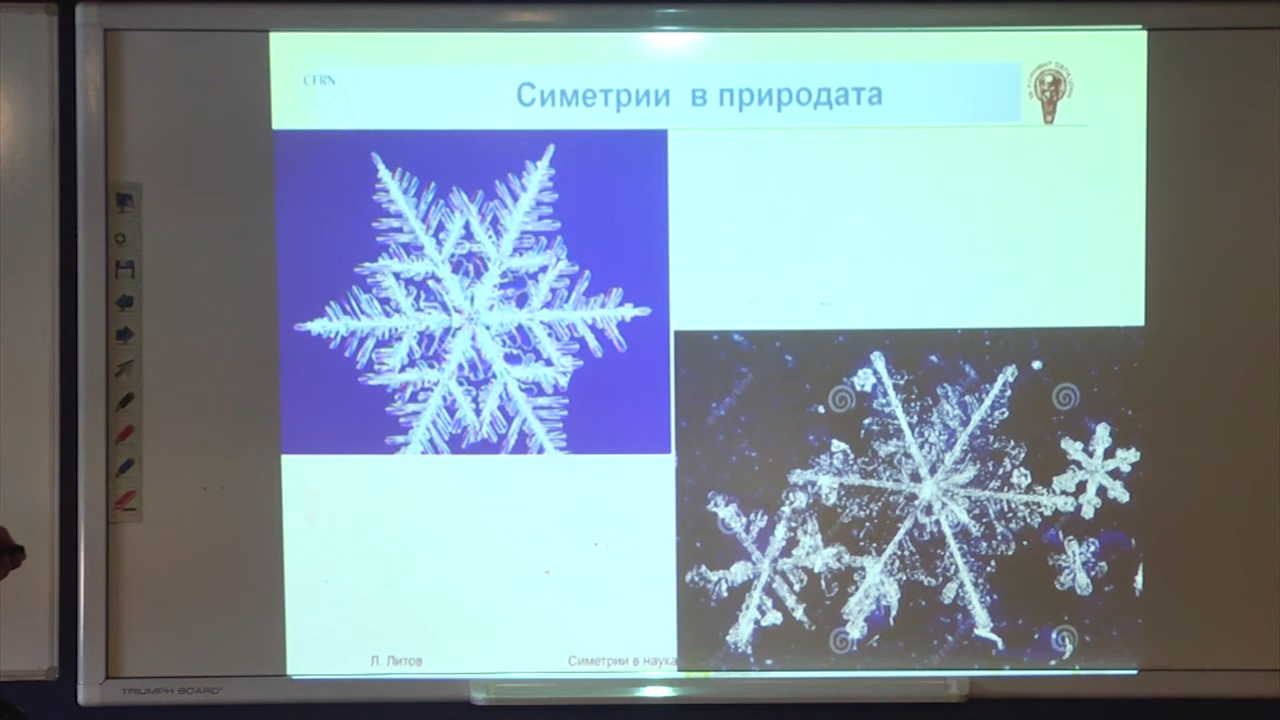 CERN
Симетрии в природата
Л. Литов
Симетрии в наука
TRIUMPH BOARD